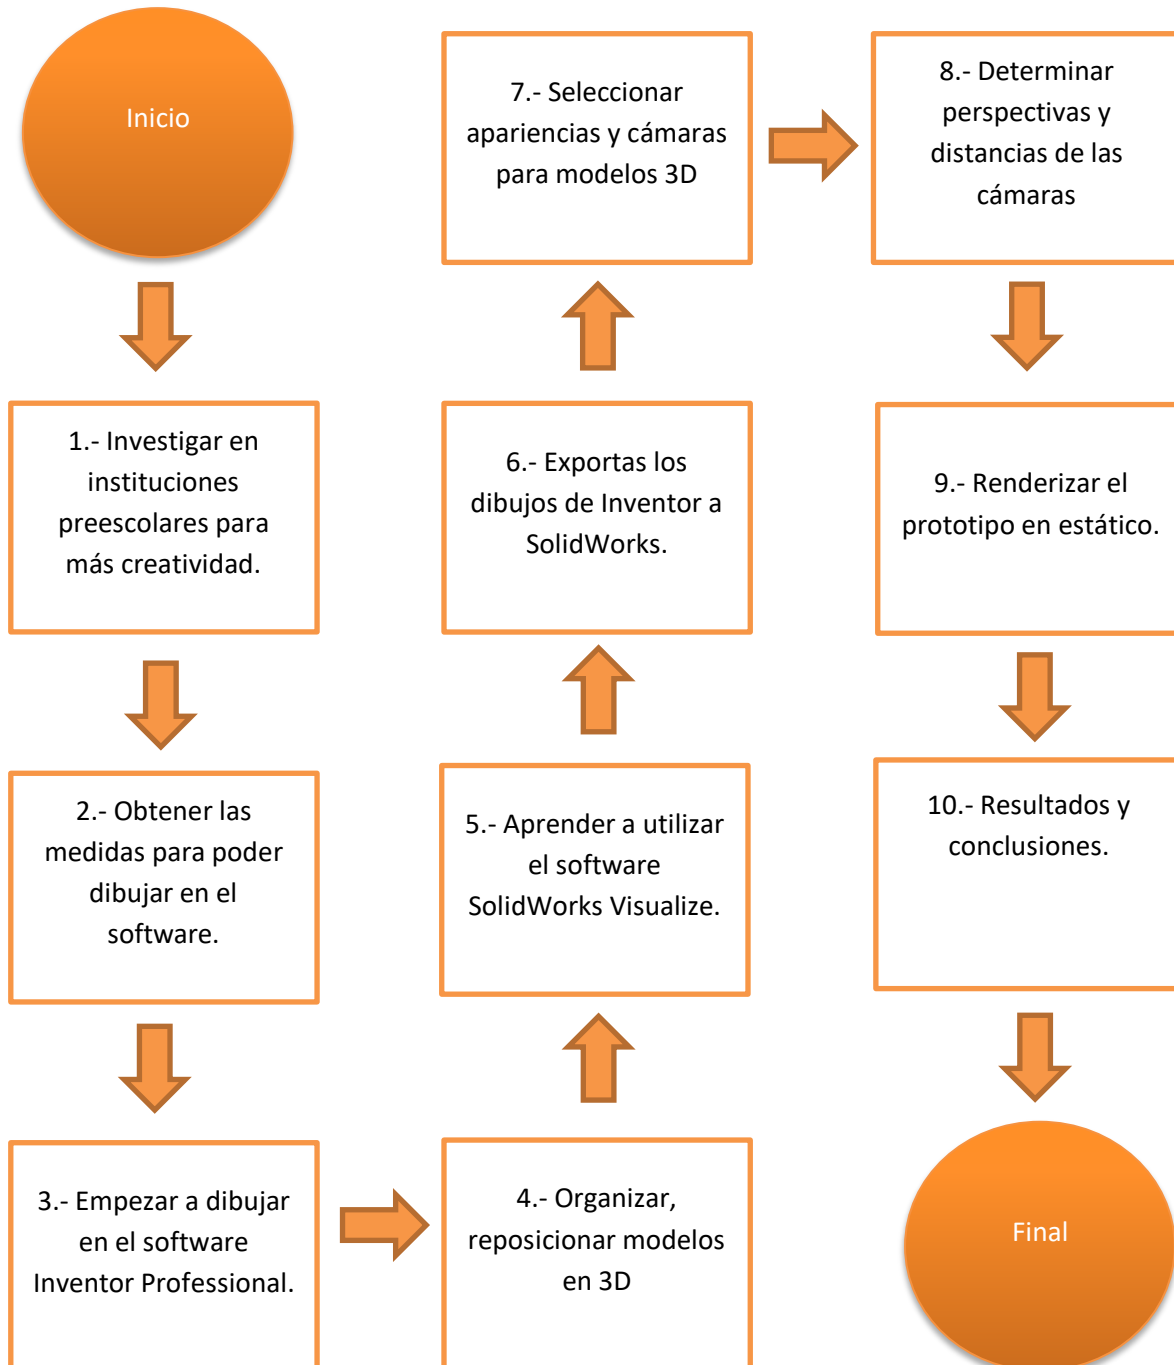 Inicio
1.- Investigar en
instituciones
preescolares para
más creatividad.
2.- Obtener las
medidas para poder
dibujar en el
software.
3.- Empezar a dibujar
en el software
Inventor Professional.
4.- Organizar,
reposicionar modelos
en 3D
5.- Aprender a utilizar
el software
SolidWorks Visualize.
6.- Exportas los
dibujos de Inventor a
SolidWorks.
7.- Seleccionar
apariencias y cámaras
para modelos 3D
8.- Determinar
perspectivas y
distancias de las
cámaras
9.- Renderizar el
prototipo en estático.
10.- Resultados y
conclusiones.
Final